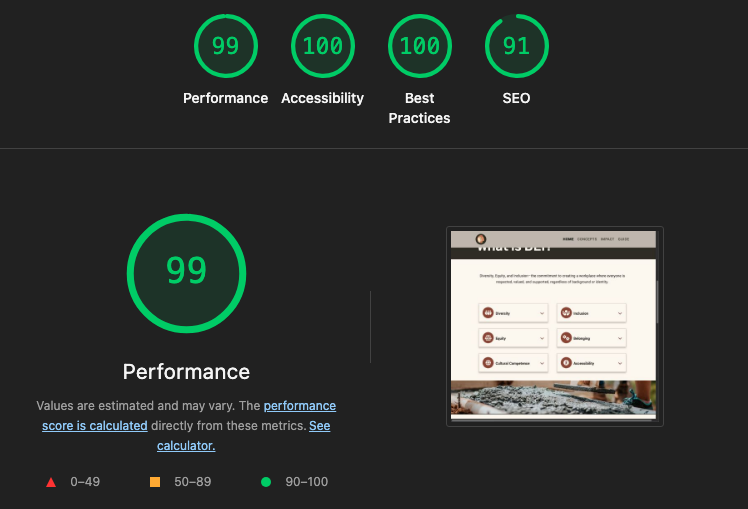 99
100
100
91
Performance
Accessibility
Best
Practices
SEO
99
Performance
Values are estimated and may vary. The performance
score is calculated directly from these metrics. See
calculator.
0–49
50–89
90–100
HOME CONCEPTS IMPACT GUIDE
What is DEI?
Diversity, Equity, and Inclusion—the commitment to creating a workplace where everyone is
respected, valued, and supported, regardless of background or identity.
Diversity
Inclusion
Equity
Belonging
Cultural Competence
Accessibility